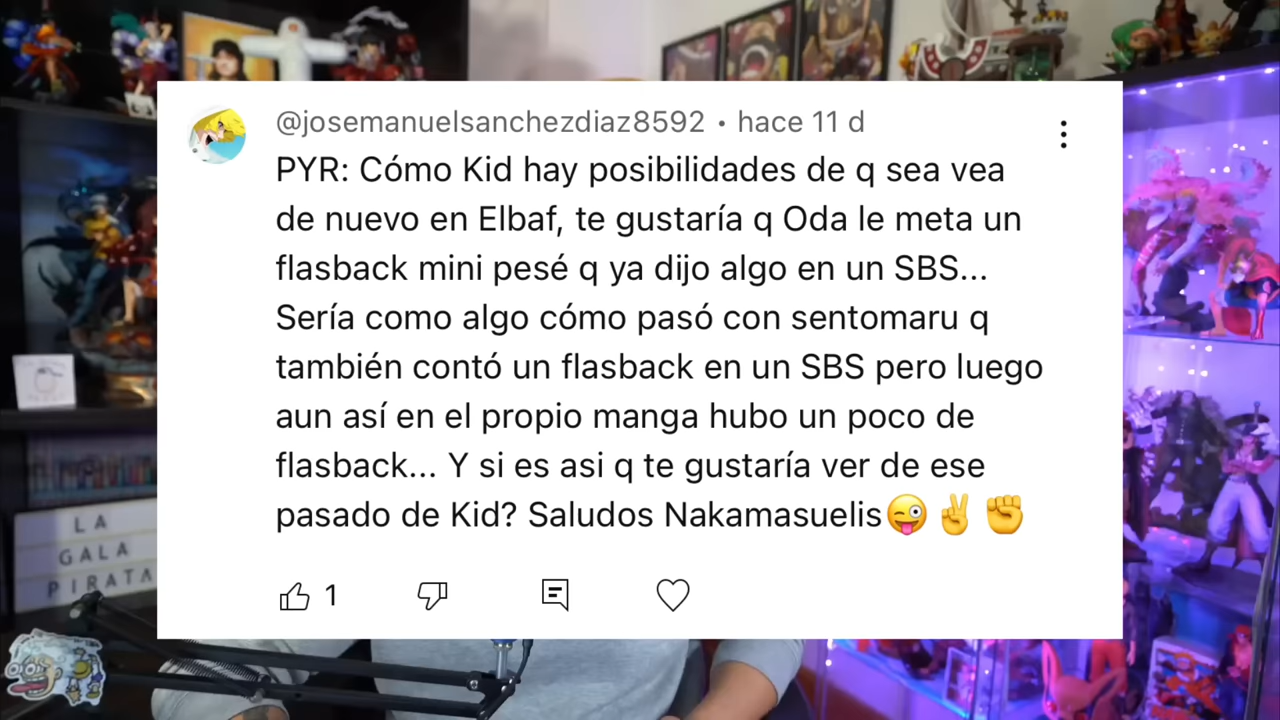 @josemanuelsanchezdiaz8592 • hace 11 d
PYR: Cómo Kid hay posibilidades de q sea vea
de nuevo en Elbaf, te gustaría q Oda le meta un
flasback mini pesé q ya dijo algo en un SBS...
Sería como algo cómo pasó con sentomaru q
también contó un flasback en un SBS pero luego
aun así en el propio manga hubo un poco de
flasback... Y si es asi q te gustaría ver de ese
pasado de Kid? Saludos Nakamasuelis😜✌️✊
1
LA
GALA
PIRATA